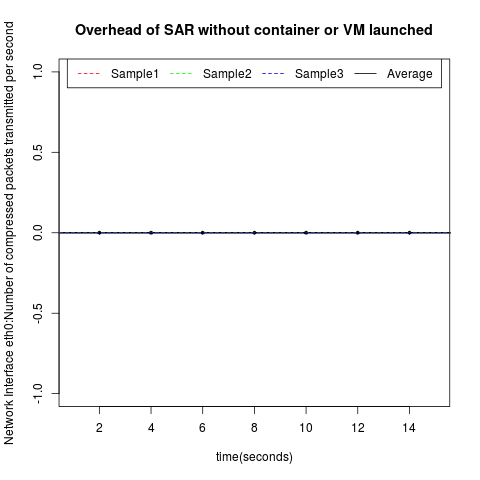 Overhead of SAR without container or VM launched
Network Interface eth0:Number of compressed packets transmitted per second
Sample1 Sample2 Sample3 Average
1.0
0.5
0.0
-0.5
-1.0
2 4 6 8 10 12 14
time(seconds)